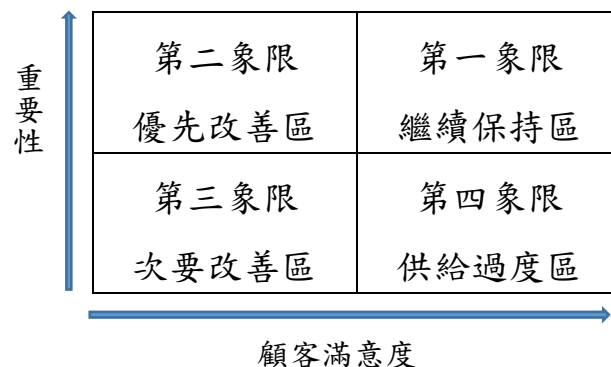 重要性
第二象限
優先改善區
第一象限
繼續保持區
第三象限
次要改善區
第四象限
供給過度區
顧客滿意度